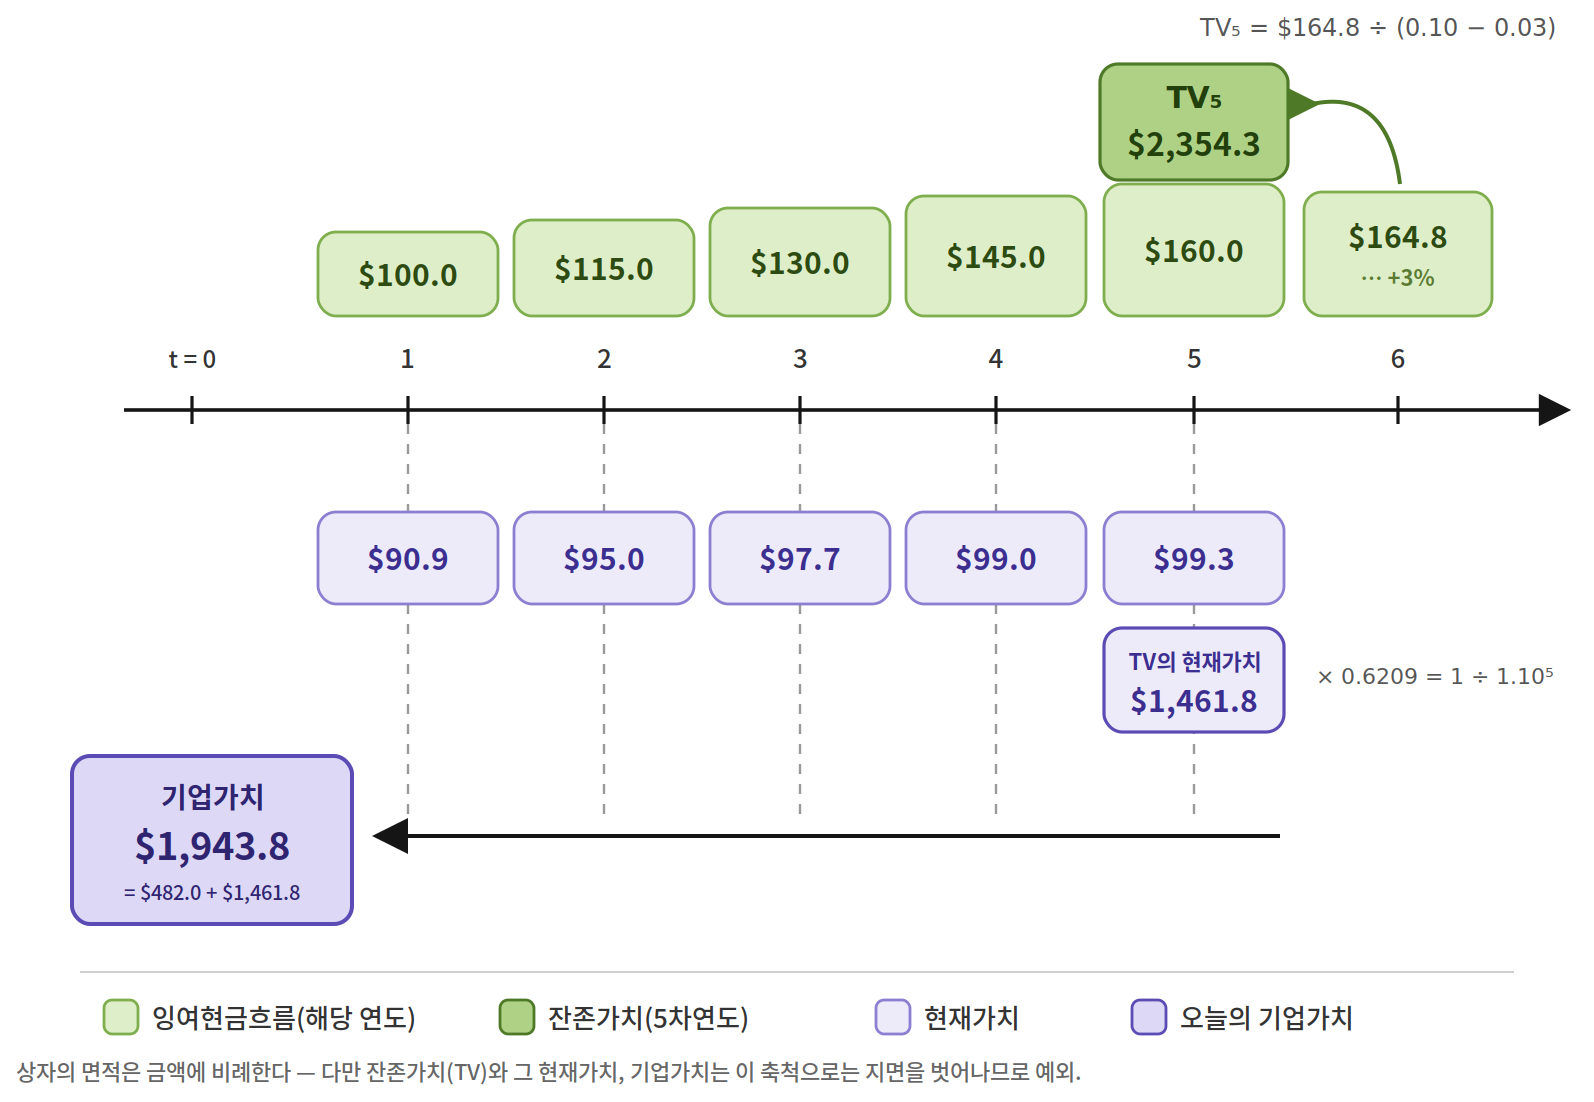 TV₅ = $164.8 ÷ (0.10 − 0.03)
TV₅
$2,354.3
$100.0
$115.0
$130.0
$145.0
$160.0
$164.8
··· +3%
t = 0
1
2
3
4
5
6
$90.9
$95.0
$97.7
$99.0
$99.3
TV의 현재가치
$1,461.8
× 0.6209 = 1 ÷ 1.10⁵
기업가치
$1,943.8
= $482.0 + $1,461.8
잉여현금흐름(해당 연도)
잔존가치(5차연도)
현재가치
오늘의 기업가치
상자의 면적은 금액에 비례한다 — 다만 잔존가치(TV)와 그 현재가치, 기업가치는 이 축척으로는 지면을 벗어나므로 예외.